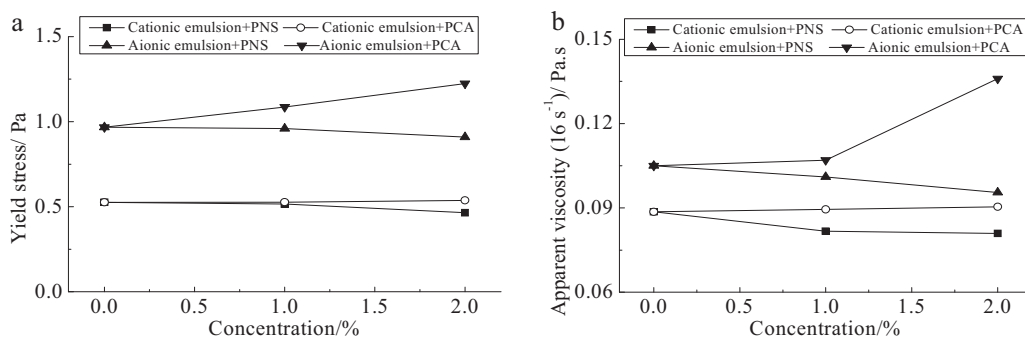 a
Cationic emulsion+PNS Cationic emulsion+PCA
Aionic emulsion+PNS Aionic emulsion+PCA
1.5
1.0
0.5
0.0
Yield stress/ Pa
0.0 0.5 1.0 1.5 2.0
Concentration/%
b
Cationic emulsion+PNS Cationic emulsion+PCA
Aionic emulsion+PNS Aionic emulsion+PCA
0.15
0.12
0.09
0.06
Apparent viscosity (16 s⁻¹)/ Pa.s
0.0 0.5 1.0 1.5 2.0
Concentration/%